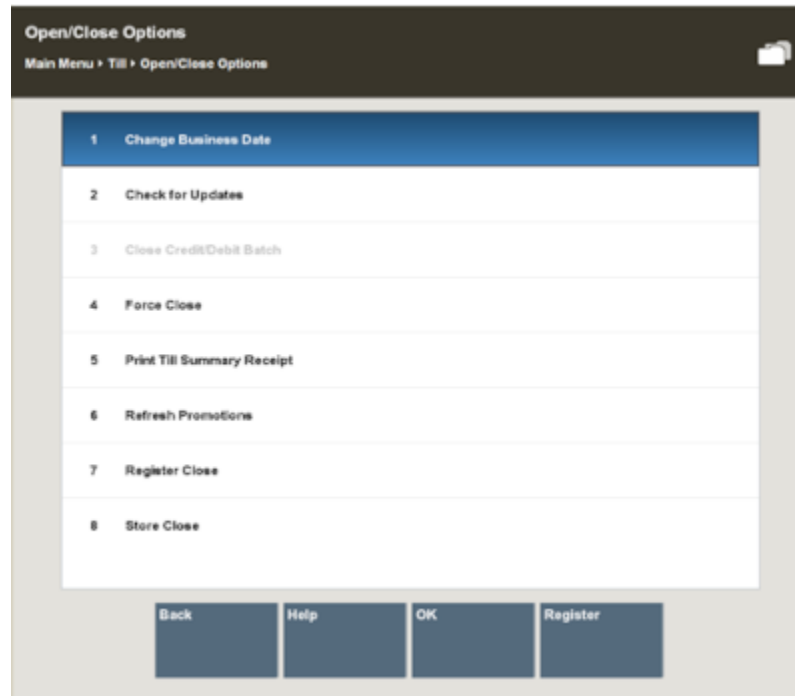 Open/Close Options
Main Menu ▸ Till ▸ Open/Close Options
1 Change Business Date
2 Check for Updates
3 Close Credit/Debit Batch
4 Force Close
5 Print Till Summary Receipt
6 Refresh Promotions
7 Register Close
8 Store Close
Back Help OK Register